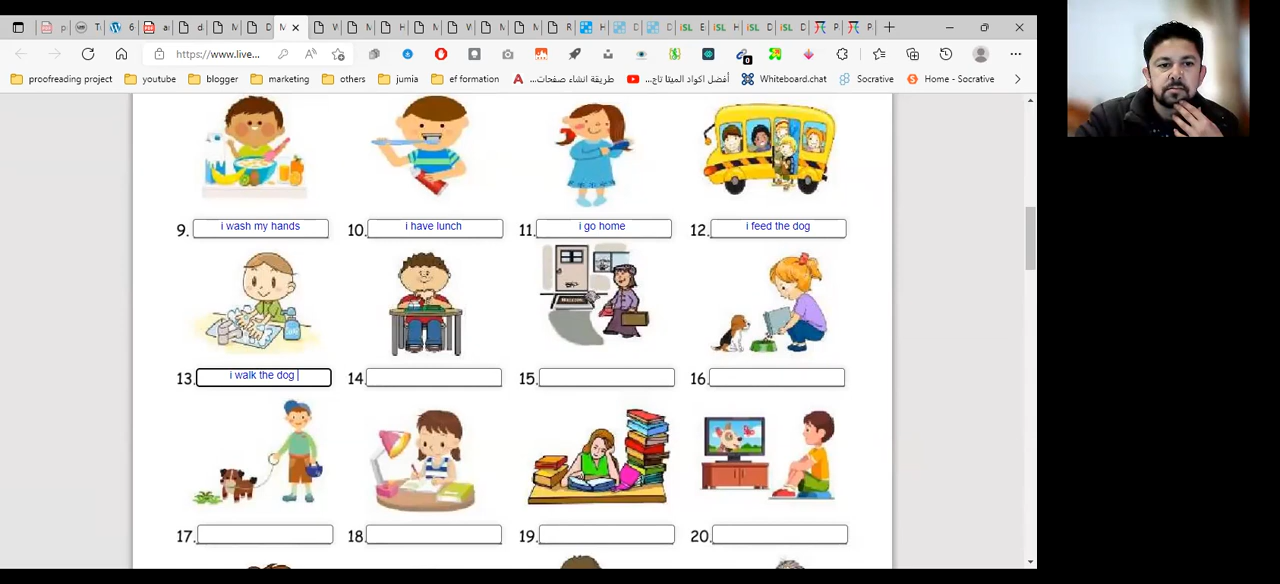 6
https://www.live...
0
proofreading project
youtube
blogger
marketing
others
jumia
ef formation
طريقة انشاء صفحات...
أفضل اكواد الميتا تاج...
Whiteboard.chat
Socrative
Home - Socrative
9. i wash my hands
10. i have lunch
11. i go home
12. i feed the dog
13. i walk the dog
14.
15.
16.
17.
18.
19.
20.